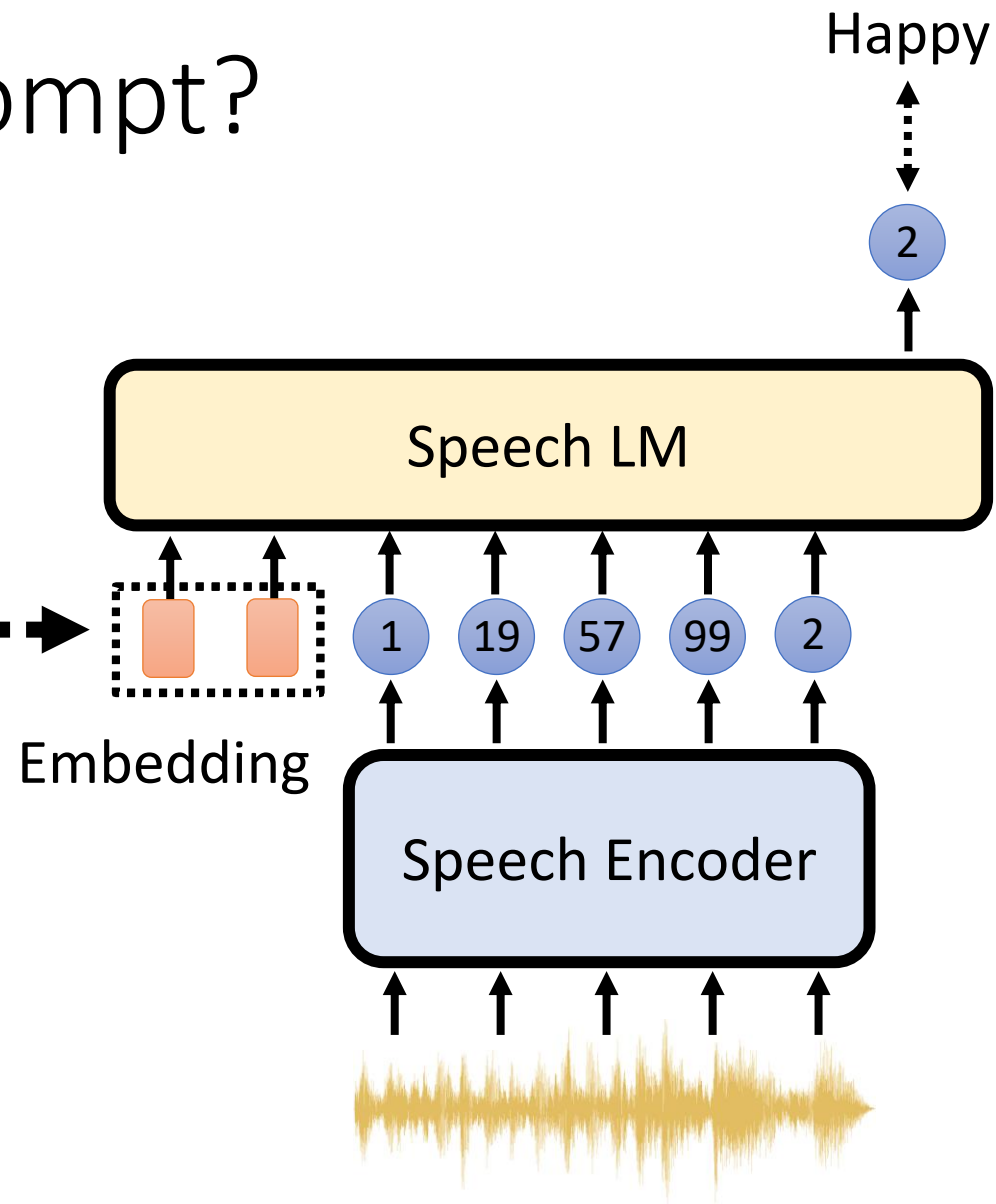 Happy
ompt?
2
Speech LM
1 19 57 99 2
Embedding
Speech Encoder